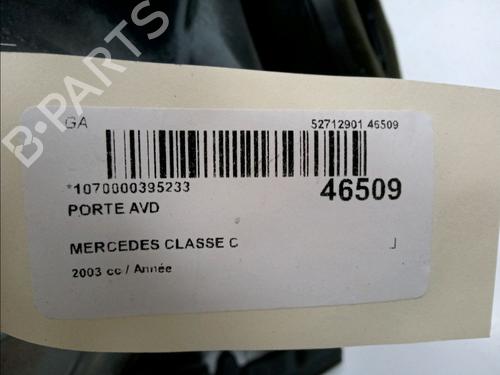 GA
52712901 46509
*1070000395233
46509
PORTE AVD
MERCEDES CLASSE C
J
2003 cc / Année
B-PARTS